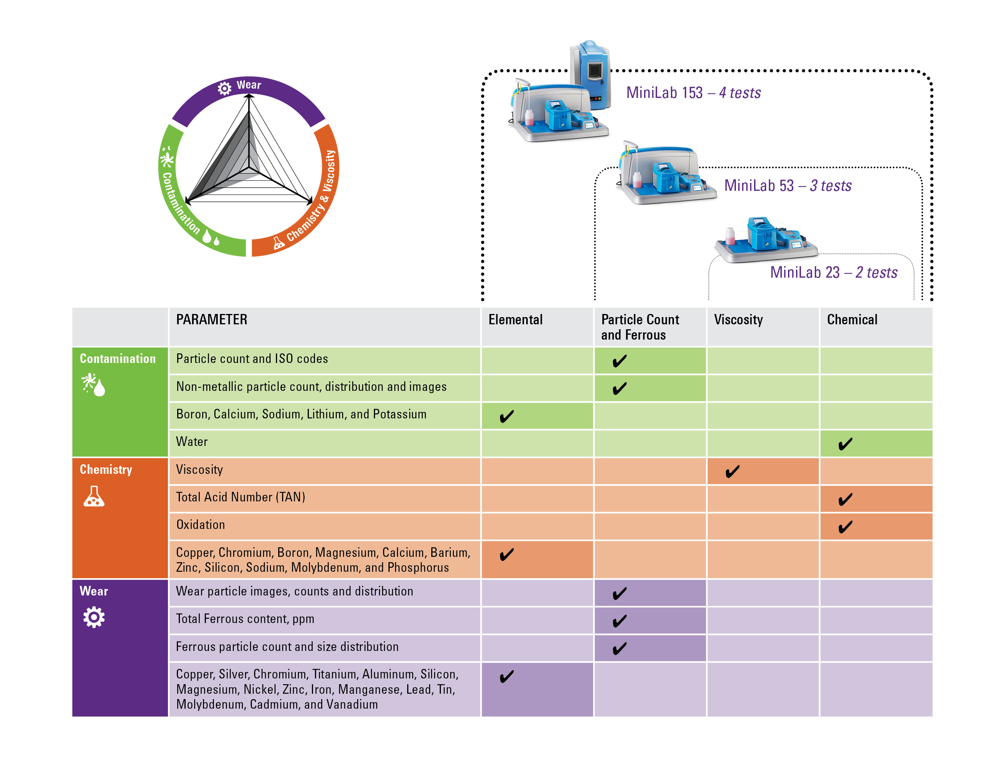 Wear
Contamination
Chemistry & Viscosity
MiniLab 153 – 4 tests
MiniLab 53 – 3 tests
MiniLab 23 – 2 tests
PARAMETER
Elemental
Particle Count
and Ferrous
Viscosity
Chemical
Contamination
Particle count and ISO codes
✔
Non-metallic particle count, distribution and images
✔
Boron, Calcium, Sodium, Lithium, and Potassium
✔
Water
✔
Chemistry
Viscosity
✔
Total Acid Number (TAN)
✔
Oxidation
✔
Copper, Chromium, Boron, Magnesium, Calcium, Barium,
Zinc, Silicon, Sodium, Molybdenum, and Phosphorus
✔
Wear
Wear particle images, counts and distribution
✔
Total Ferrous content, ppm
✔
Ferrous particle count and size distribution
✔
Copper, Silver, Chromium, Titanium, Aluminum, Silicon,
Magnesium, Nickel, Zinc, Iron, Manganese, Lead, Tin,
Molybdenum, Cadmium, and Vanadium
✔